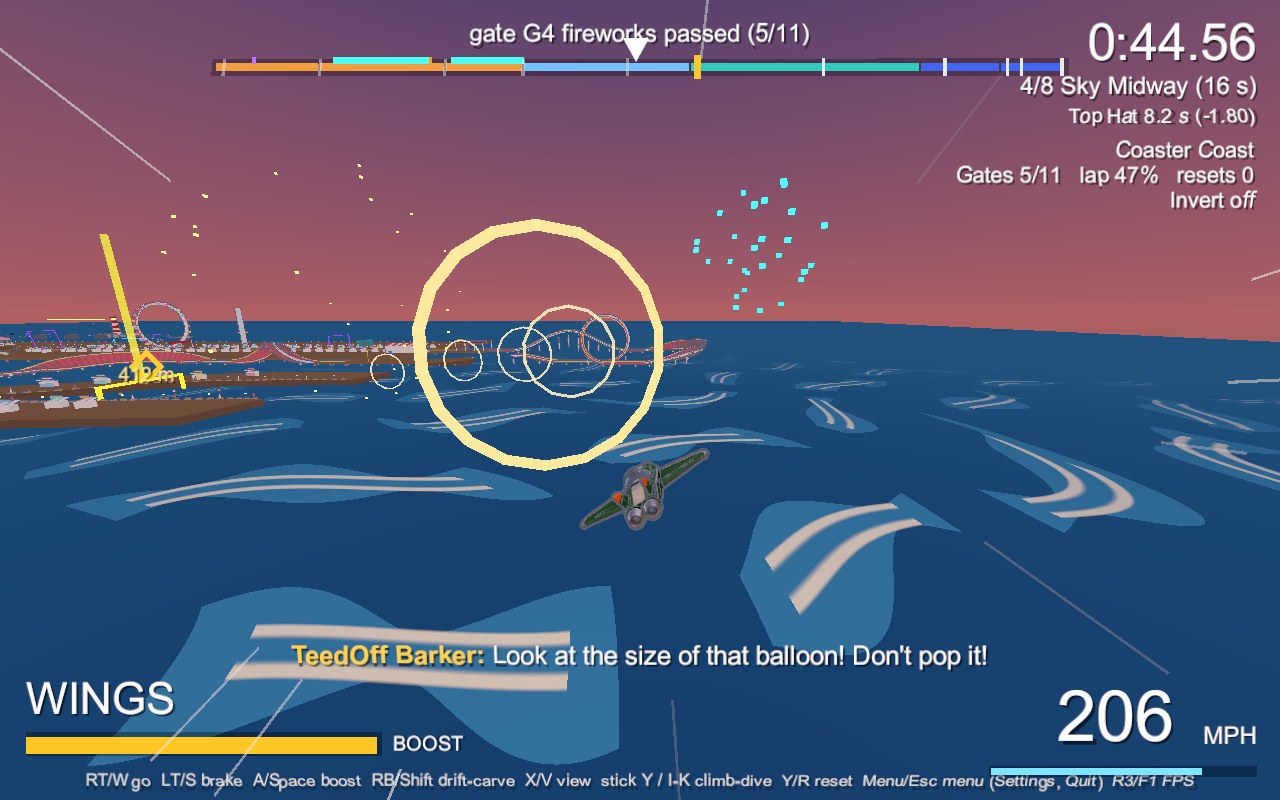 gate G4 fireworks passed (5/11)
0:44.56
4/8 Sky Midway (16 s)
Top Hat 8.2 s (-1.80)
Coaster Coast
Gates 5/11 lap 47% resets 0
Invert off
TeedOff Barker: Look at the size of that balloon! Don't pop it!
WINGS
BOOST
206 MPH
RT/W go LT/S brake A/Space boost RB/Shift drift-carve X/V view stick Y / I-K climb-dive Y/R reset Menu/Esc menu (Settings, Quit) R3/F1 FPS